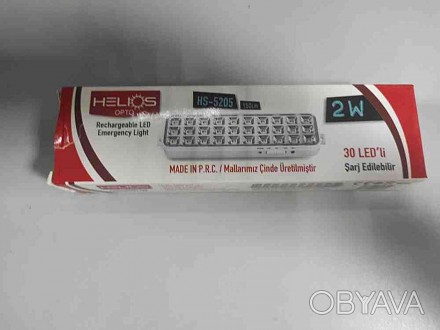 HELIOS
OPTO
Rechargeable LED
Emergency Light
HS-5205
2W
MADE IN P.R.C. / Mallarımız Çinde Üretilmiştir
30 LED'li
Şarj Edilebilir
OBYAVA